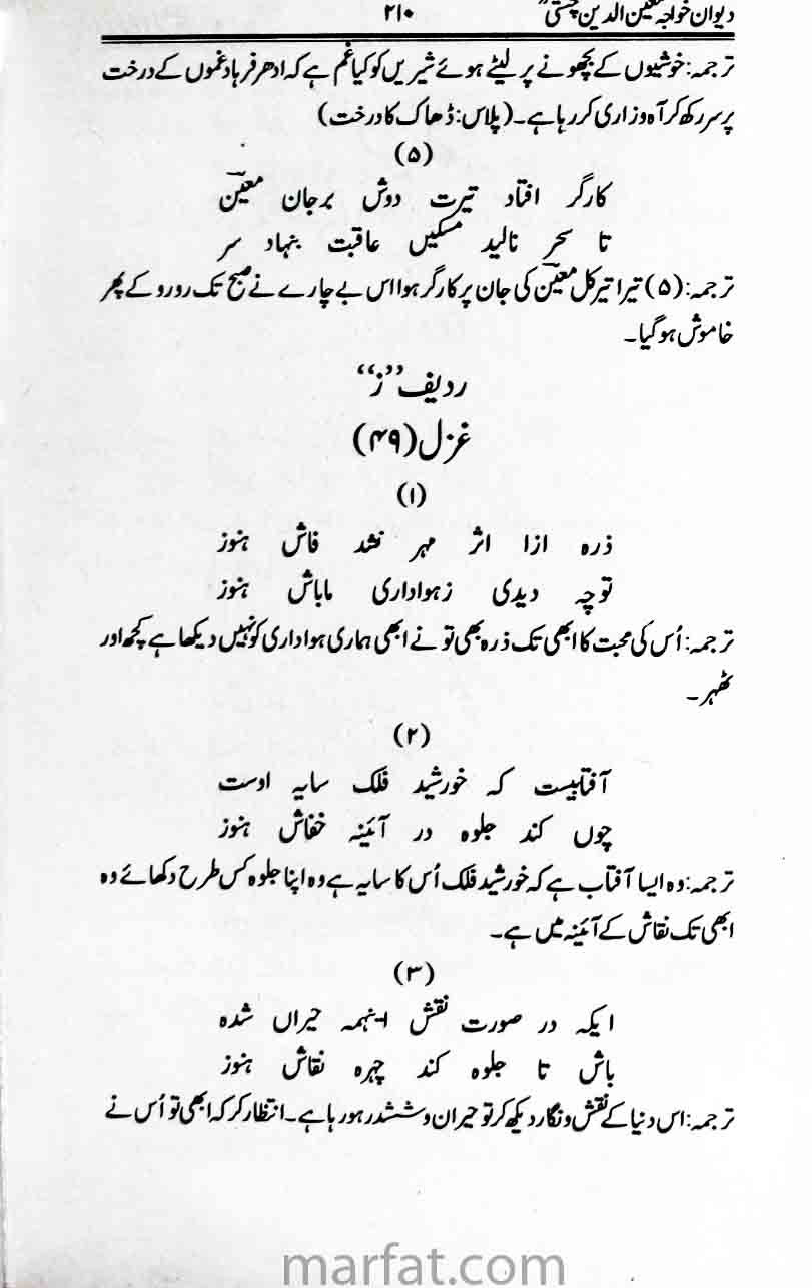 دیوان خواجہ معین الدین چشتیؒ ۲۱۰
ترجمہ: خوشیوں کے بچھونے پر لیٹے ہوئے شیریں کو کیا غم ہے کہ ادھر فرہاد غموں کے درخت
پر سر رکھ کر آہ وزاری کر رہا ہے۔ (پلاس: ڈھاک کا درخت)
(۵)
کارگر افتاد تیرت دوش برجان معینؔ
تا سحر نالید مسکیں عاقبت بنہاد سر
ترجمہ: (۵) تیرا تیر کل معینؔ کی جان پر کارگر ہوا اس بے چارے نے صبح تک رو رو کے پھر
خاموش ہو گیا۔
ردیف ”ز“
غزل (۴۹)
(۱)
ذرہ ازا اثر مہر نشد فاش ہنوز
توچہ دیدی زہواداری ماباش ہنوز
ترجمہ: اُس کی محبت کا ابھی تک ذرہ بھی تو نے ابھی ہماری ہواداری کو نہیں دیکھا ہے کچھ اور
ٹھہر۔
(۲)
آفتابیست کہ خورشید فلک سایہ اوست
چوں کند جلوہ در آئینہ خفاش ہنوز
ترجمہ: وہ ایسا آفتاب ہے کہ خورشید فلک اُس کا سایہ ہے وہ اپنا جلوہ کس طرح دکھائے وہ
ابھی تک نقاش کے آئینہ میں ہے۔
(۳)
ایکہ در صورت نقش اینہمہ حیراں شدہ
باش تا جلوہ کند چہرہ نقاش ہنوز
ترجمہ: اس دنیا کے نقش و نگار دیکھ کر تو حیران و ششدر ہو رہا ہے۔ انتظار کر کہ ابھی تو اُس نے
marfat.com